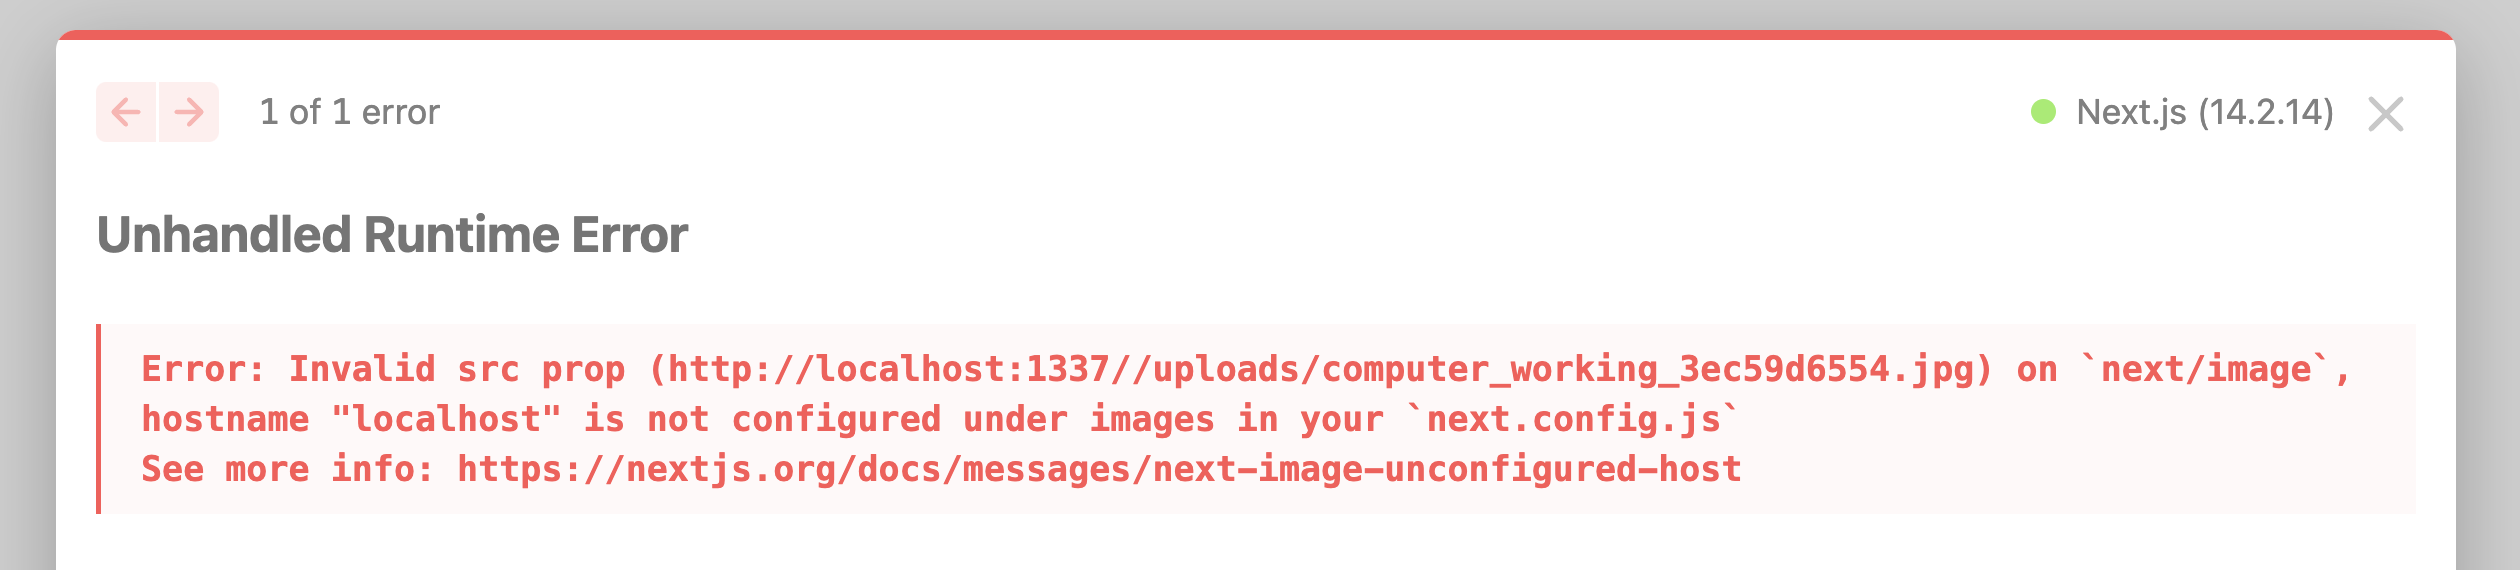 1 of 1 error
Next.js (14.2.14)
Unhandled Runtime Error
Error: Invalid src prop (http://localhost:1337//uploads/computer_working_3ec59d6554.jpg) on `next/image`,
hostname "localhost" is not configured under images in your `next.config.js`
See more info: https://nextjs.org/docs/messages/next-image-unconfigured-host